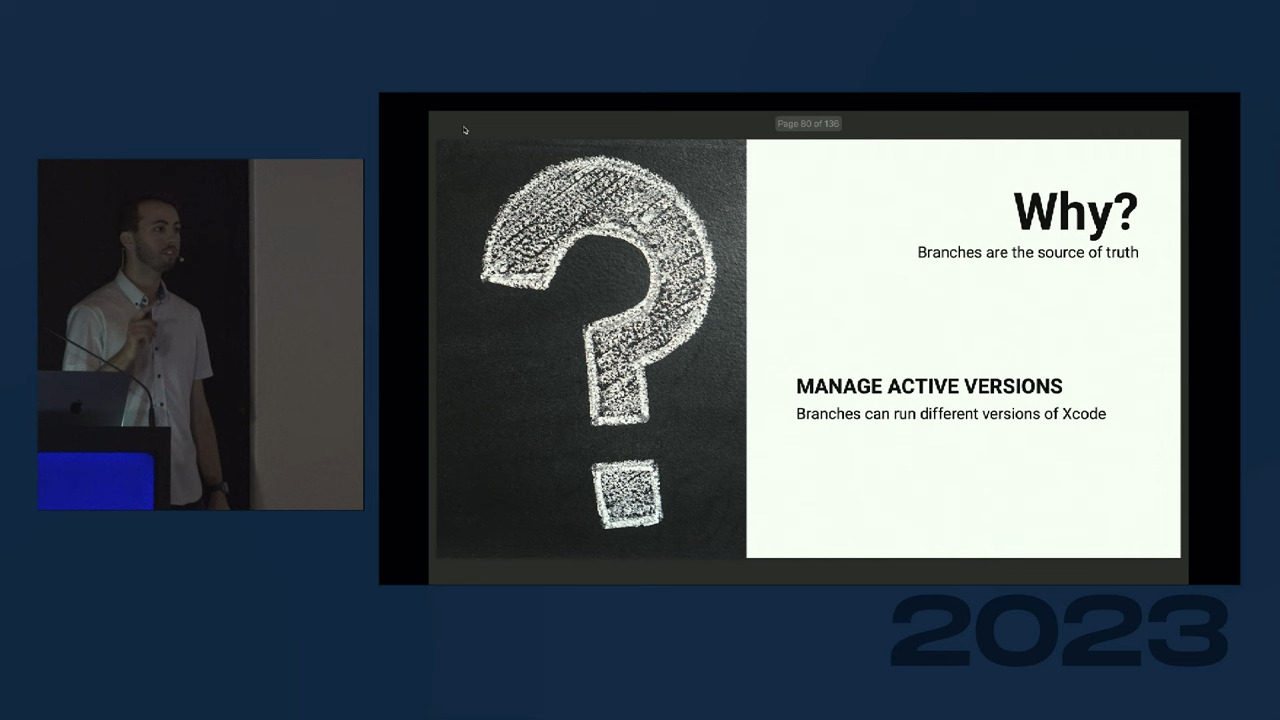 Page 80 of 136
Why?
Branches are the source of truth
MANAGE ACTIVE VERSIONS
Branches can run different versions of Xcode
2023